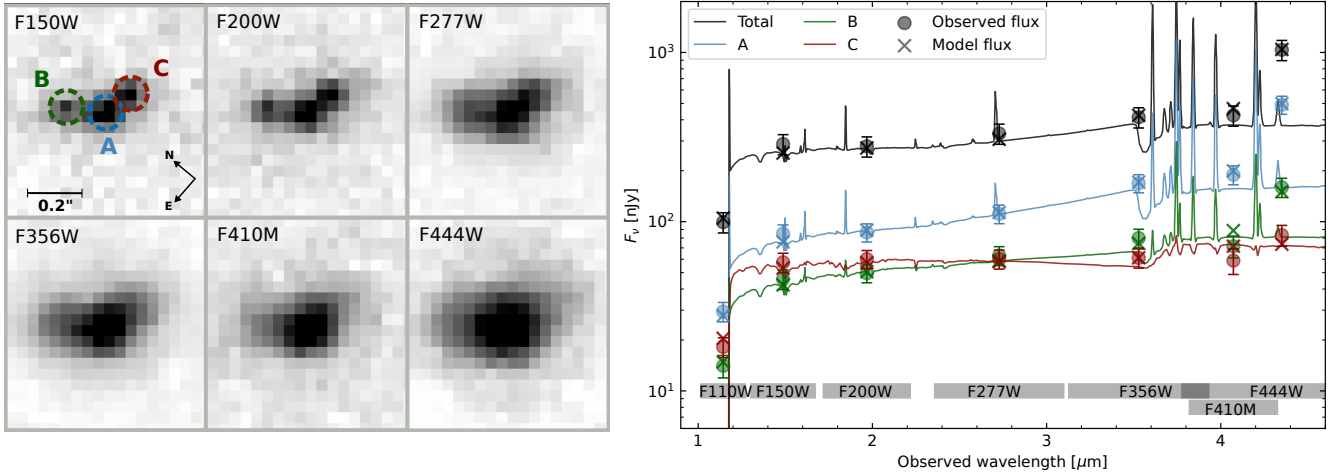 F150W
B
C
A
N
E
0.2"
F200W
F277W
F356W
F410M
F444W
Total
A
B
C
Observed flux
Model flux
10³
10²
10¹
F_ν [nJy]
F110W
F150W
F200W
F277W
F356W
F444W
F410M
1
2
3
4
Observed wavelength [μm]